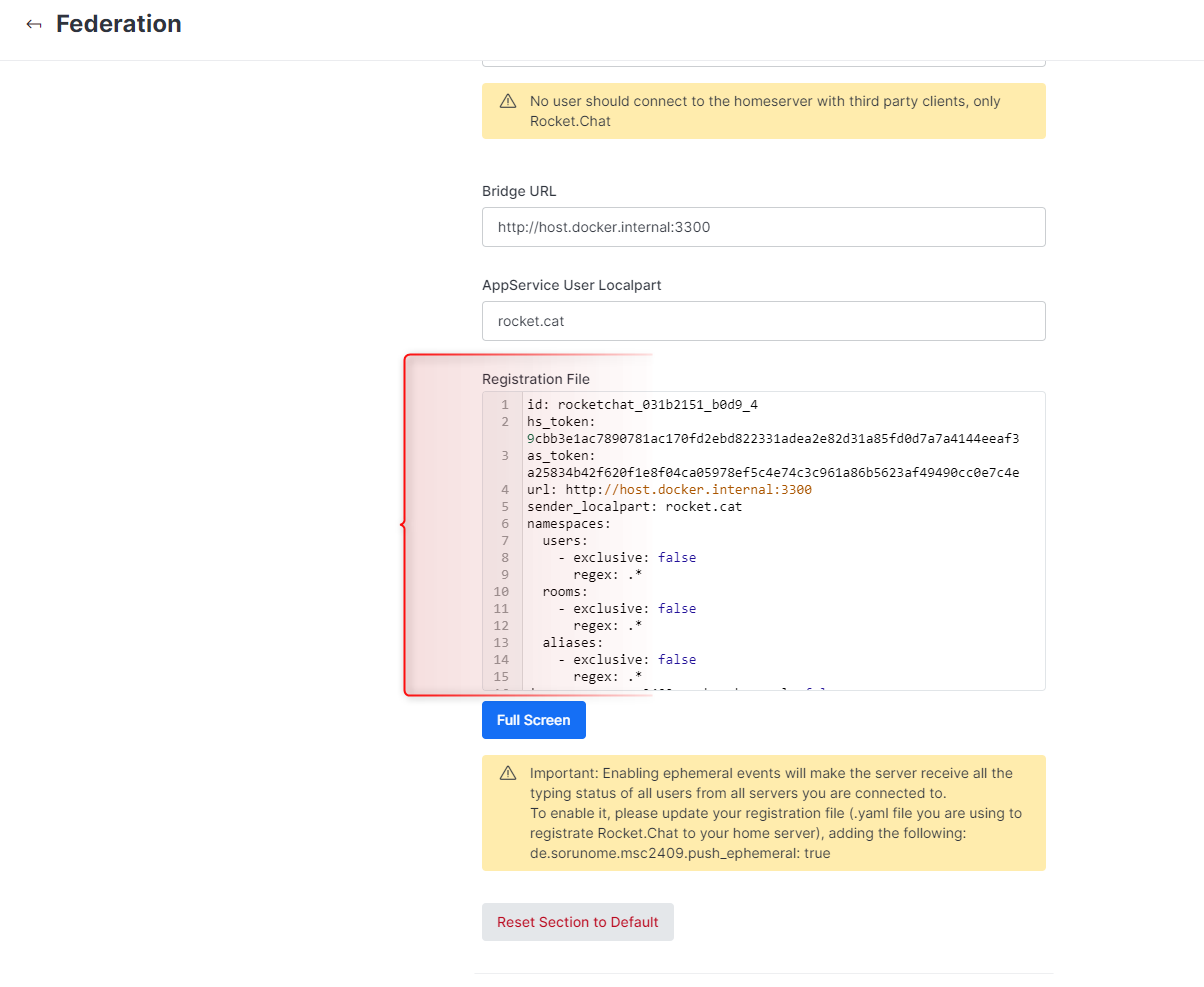 Federation
No user should connect to the homeserver with third party clients, only
Rocket.Chat
Bridge URL
http://host.docker.internal:3300
AppService User Localpart
rocket.cat
Registration File
1 id: rocketchat_031b2151_b0d9_4
2 hs_token:
9cbb3e1ac7890781ac170fd2ebd822331adea2e82d31a85fd0d7a7a4144eeaf3
3 as_token:
a25834b42f620f1e8f04ca05978ef5c4e74c3c961a86b5623af49490cc0e7c4e
4 url: http://host.docker.internal:3300
5 sender_localpart: rocket.cat
6 namespaces:
7 users:
8 - exclusive: false
9 regex: .*
10 rooms:
11 - exclusive: false
12 regex: .*
13 aliases:
14 - exclusive: false
15 regex: .*
Full Screen
Important: Enabling ephemeral events will make the server receive all the
typing status of all users from all servers you are connected to.
To enable it, please update your registration file (.yaml file you are using to
registrate Rocket.Chat to your home server), adding the following:
de.sorunome.msc2409.push_ephemeral: true
Reset Section to Default